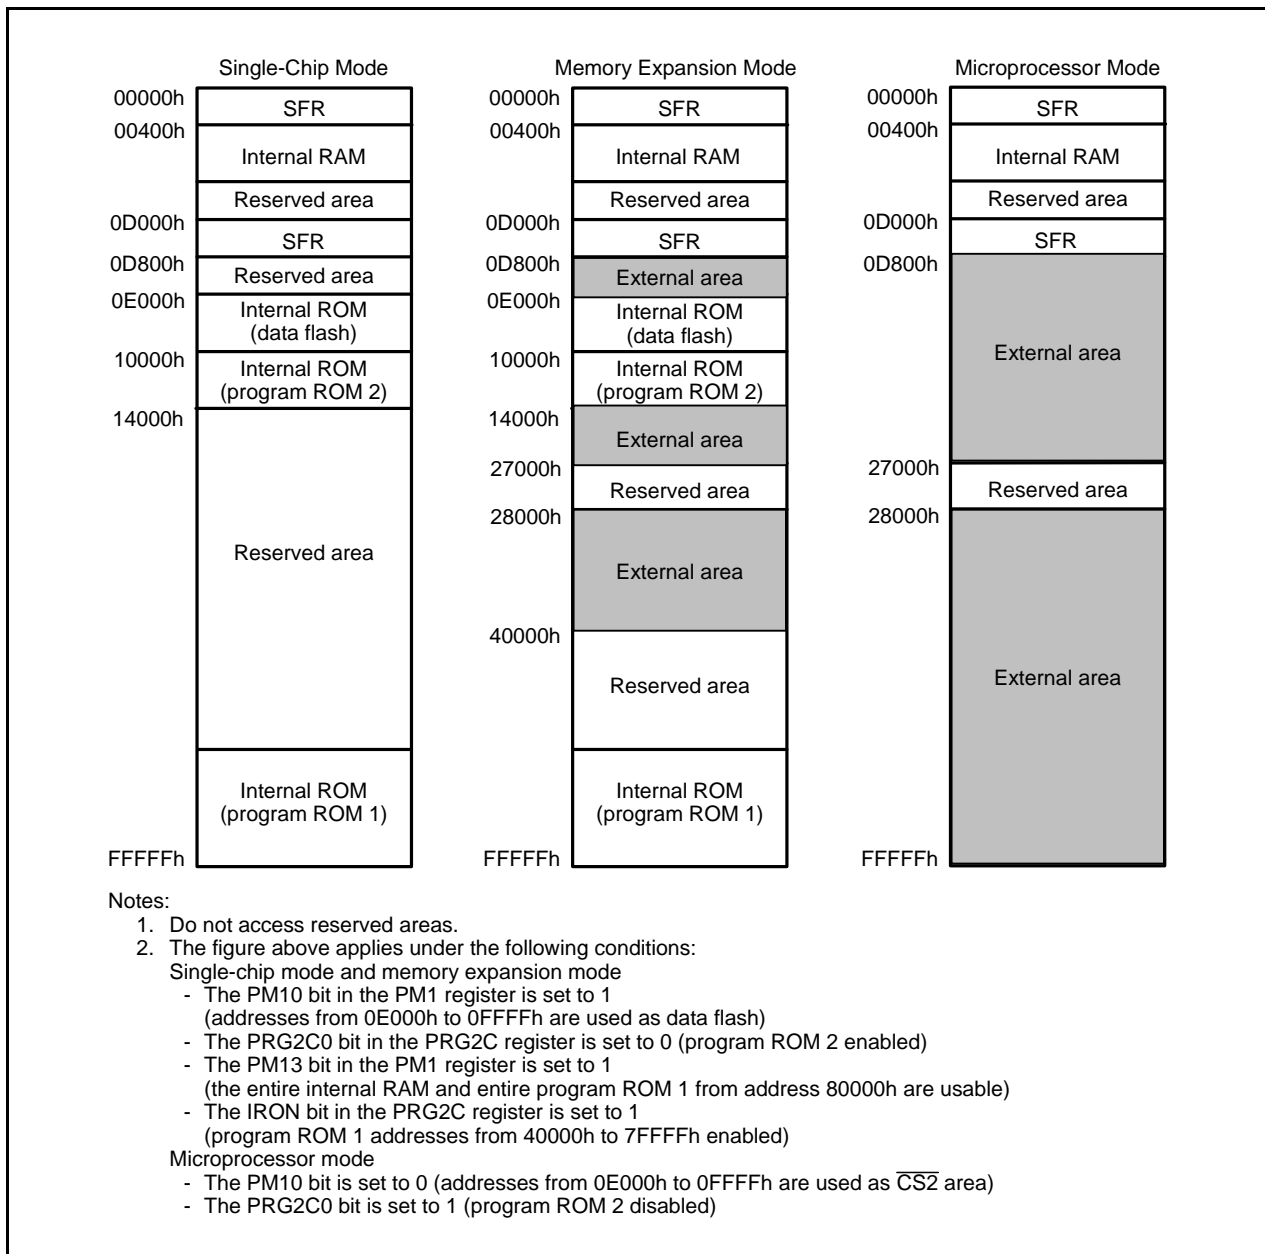 Single-Chip Mode
00000h
SFR
00400h
Internal RAM
Reserved area
0D000h
SFR
0D800h
Reserved area
0E000h
Internal ROM
(data flash)
10000h
Internal ROM
(program ROM 2)
14000h
Reserved area
Internal ROM
(program ROM 1)
FFFFFh
Memory Expansion Mode
00000h
SFR
00400h
Internal RAM
Reserved area
0D000h
SFR
0D800h
External area
0E000h
Internal ROM
(data flash)
10000h
Internal ROM
(program ROM 2)
14000h
External area
27000h
Reserved area
28000h
External area
40000h
Reserved area
Internal ROM
(program ROM 1)
FFFFFh
Microprocessor Mode
00000h
SFR
00400h
Internal RAM
Reserved area
0D000h
SFR
0D800h
External area
27000h
Reserved area
28000h
External area
FFFFFh
Notes:
1. Do not access reserved areas.
2. The figure above applies under the following conditions:
Single-chip mode and memory expansion mode
- The PM10 bit in the PM1 register is set to 1
(addresses from 0E000h to 0FFFFh are used as data flash)
- The PRG2C0 bit in the PRG2C register is set to 0 (program ROM 2 enabled)
- The PM13 bit in the PM1 register is set to 1
(the entire internal RAM and entire program ROM 1 from address 80000h are usable)
- The IRON bit in the PRG2C register is set to 1
(program ROM 1 addresses from 40000h to 7FFFFh enabled)
Microprocessor mode
- The PM10 bit is set to 0 (addresses from 0E000h to 0FFFFh are used as C̅S̅2̅ area)
- The PRG2C0 bit is set to 1 (program ROM 2 disabled)